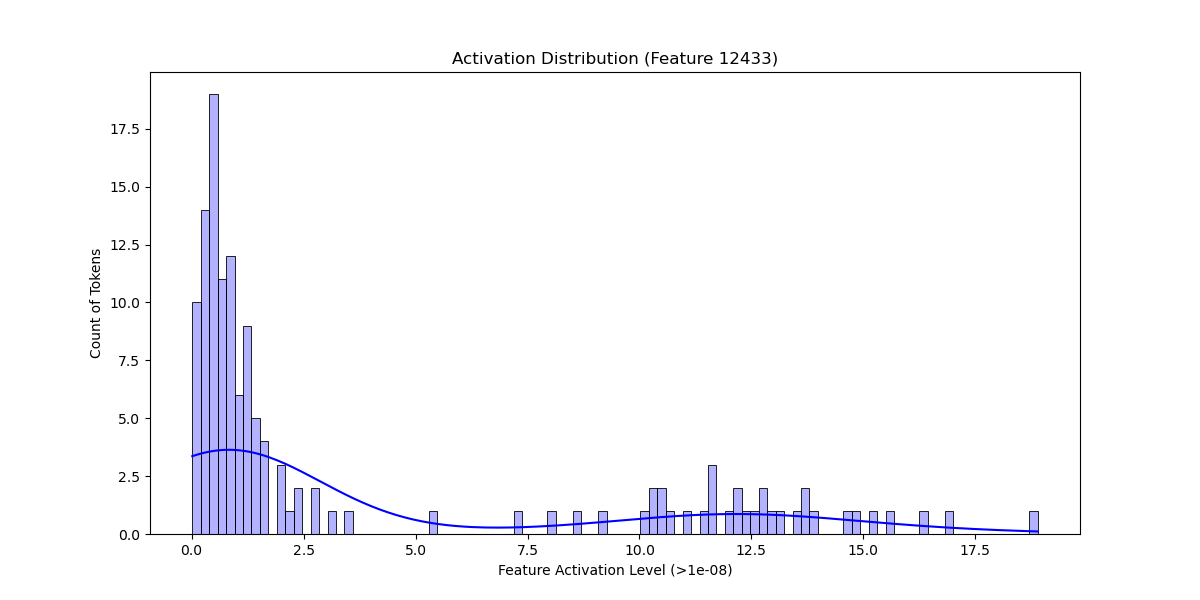 Activation Distribution (Feature 12433)
Count of Tokens
17.5
15.0
12.5
10.0
7.5
5.0
2.5
0.0
0.0 2.5 5.0 7.5 10.0 12.5 15.0 17.5
Feature Activation Level (>1e-08)